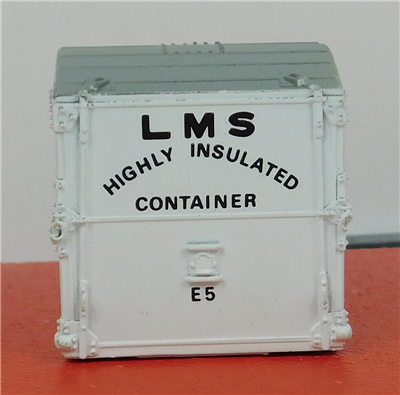 LMS
HIGHLY INSULATED
CONTAINER
E5